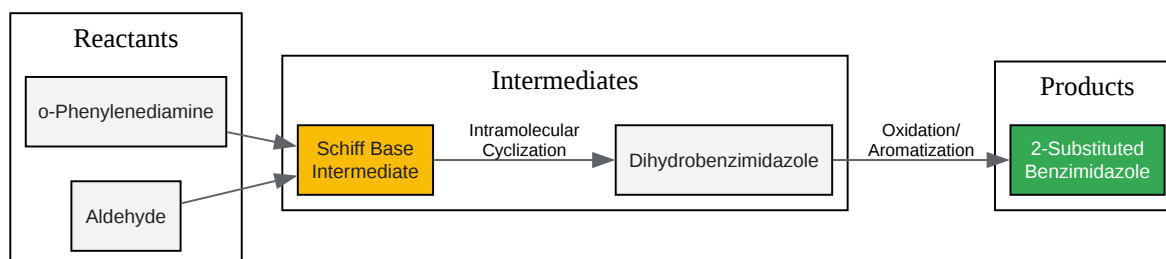 Reactants
o-Phenylenediamine
Aldehyde
Intermediates
Schiff Base
Intermediate
Intramolecular
Cyclization
Dihydrobenzimidazole
Oxidation/
Aromatization
Products
2-Substituted
Benzimidazole